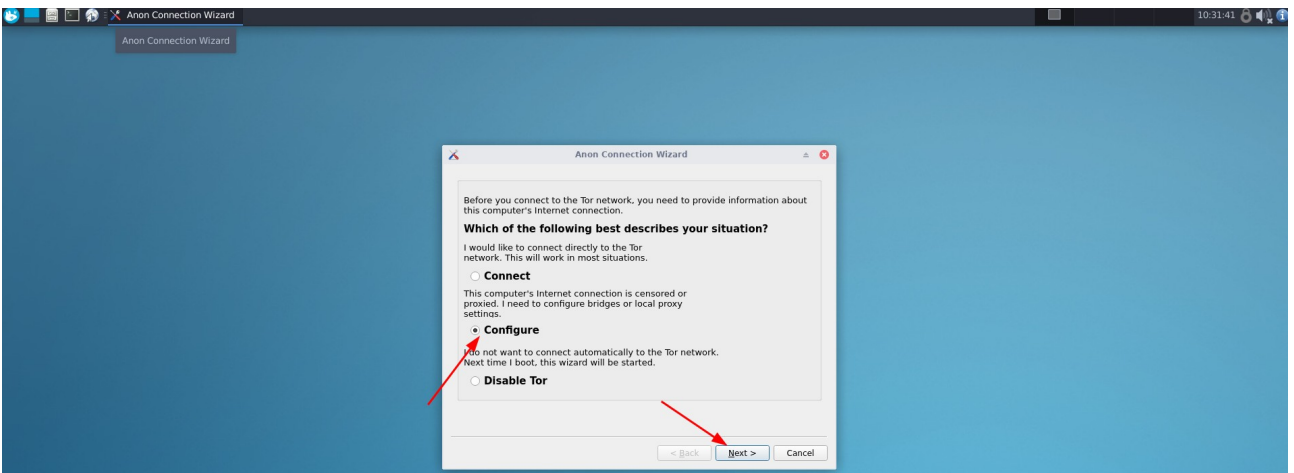 Anon Connection Wizard
10:31:41
Anon Connection Wizard
Anon Connection Wizard
Before you connect to the Tor network, you need to provide information about
this computer's Internet connection.
Which of the following best describes your situation?
I would like to connect directly to the Tor
network. This will work in most situations.
Connect
This computer's Internet connection is censored or
proxied. I need to configure bridges or local proxy
settings.
Configure
I do not want to connect automatically to the Tor network.
Next time I boot, this wizard will be started.
Disable Tor
< Back
Next >
Cancel